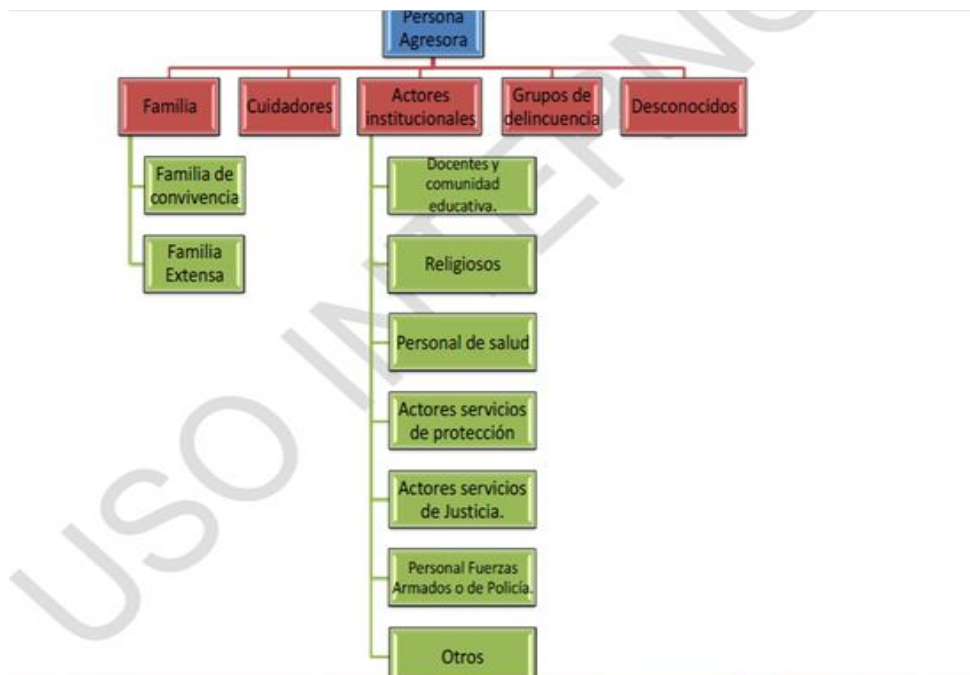 Persona
Agresora
Familia
Cuidadores
Actores
institucionales
Grupos de
delincuencia
Desconocidos
Familia de
convivencia
Familia
Extensa
Docentes y
comunidad
educativa.
Religiosos
Personal de salud
Actores servicios
de protección
Actores servicios
de Justicia.
Personal Fuerzas
Armados o de Policía.
Otros
USO INTERNO